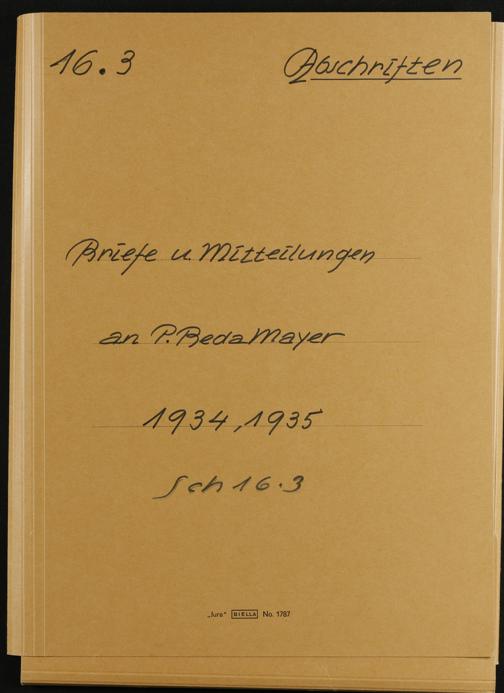 16.3 Abschriften
Briefe u. Mitteilungen
an P. Beda Mayer
1934, 1935
Sch 16.3
„Jura“ BIELLA No. 1787